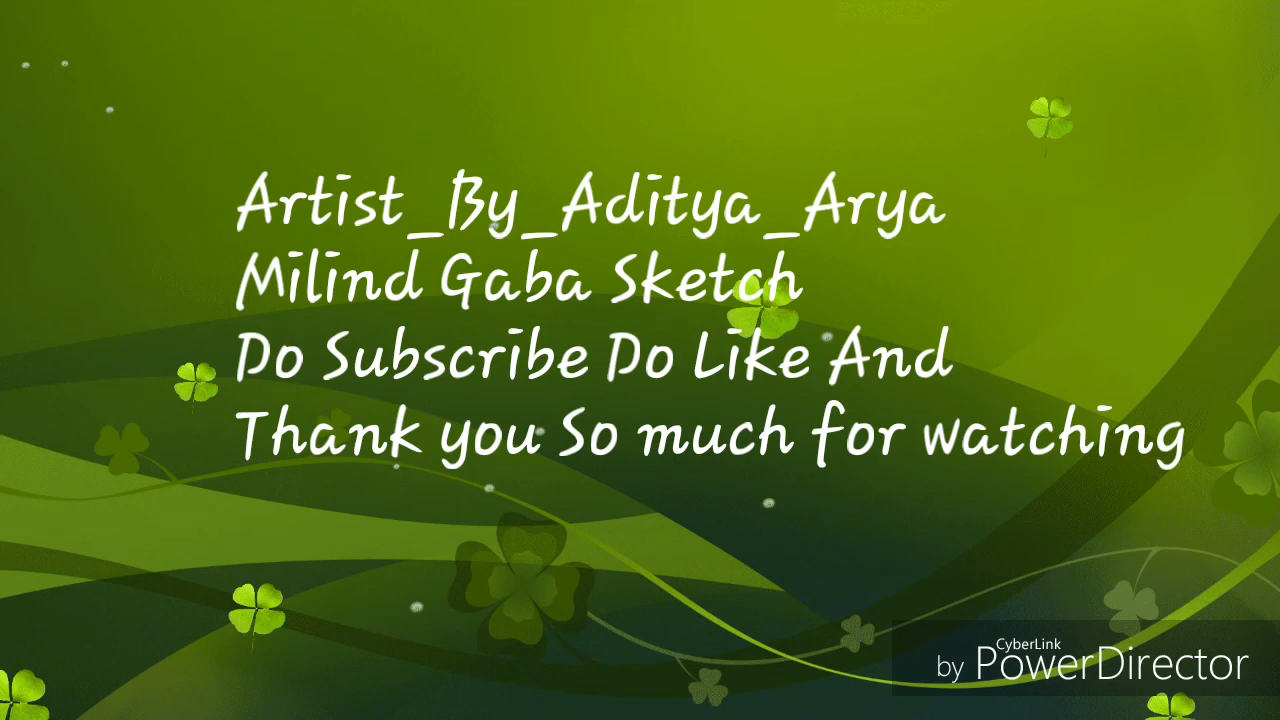 Artist_By_Aditya_Arya
Milind Gaba Sketch
Do Subscribe Do Like And
Thank you So much for watching
CyberLink
by PowerDirector